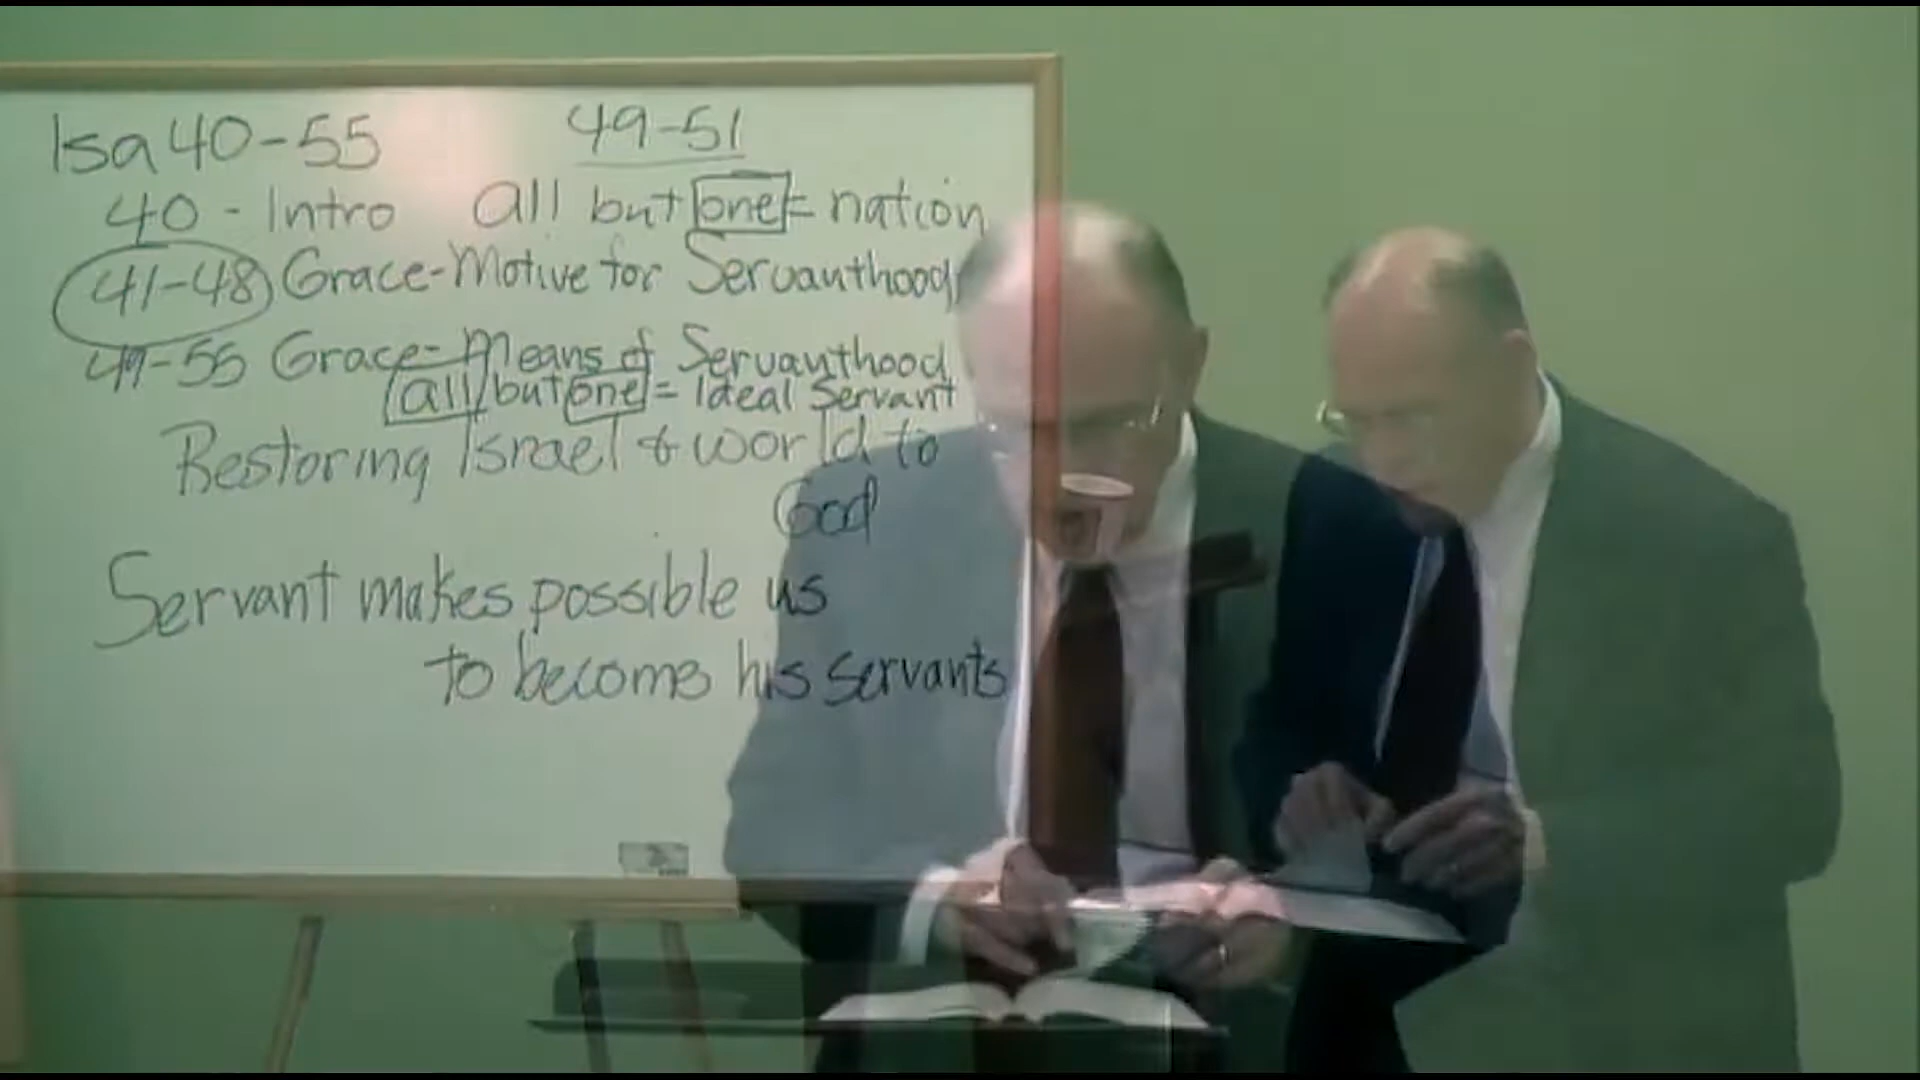 Isa 40-55
49-51
40 - Intro
all but one = nation
41-48 Grace-Motive for Servanthood
49-55 Grace-Means of Servanthood
all but one = Ideal Servant
Restoring Israel & world to
God
Servant makes possible us
to become his servants